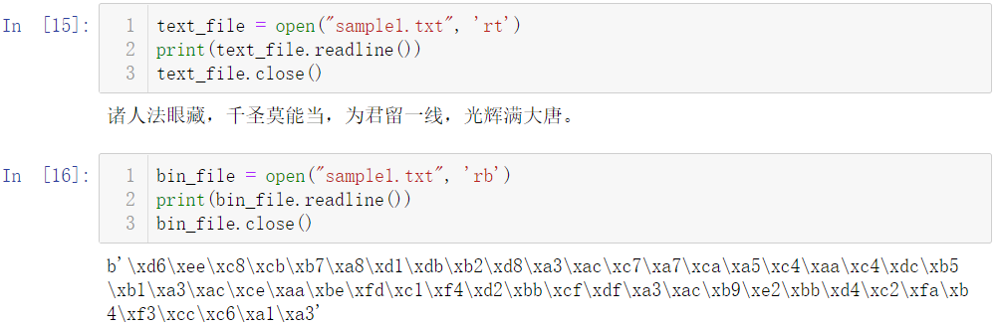 In [15]:
1 text_file = open("sample1.txt", 'rt')
2 print(text_file.readline())
3 text_file.close()
诸人法眼藏，千圣莫能当，为君留一线，光辉满大唐。
In [16]:
1 bin_file = open("sample1.txt", 'rb')
2 print(bin_file.readline())
3 bin_file.close()
b'\xd6\xee\xc8\xcb\xb7\xa8\xd1\xdb\xb2\xd8\xa3\xac\xc7\xa7\xca\xa5\xc4\xaa\xc4\xdc\xb5
\xb1\xa3\xac\xce\xaa\xbe\xfd\xc1\xf4\xd2\xbb\xcf\xdf\xa3\xac\xb9\xe2\xbb\xd4\xc2\xfa\xb
4\xf3\xcc\xc6\xa1\xa3'